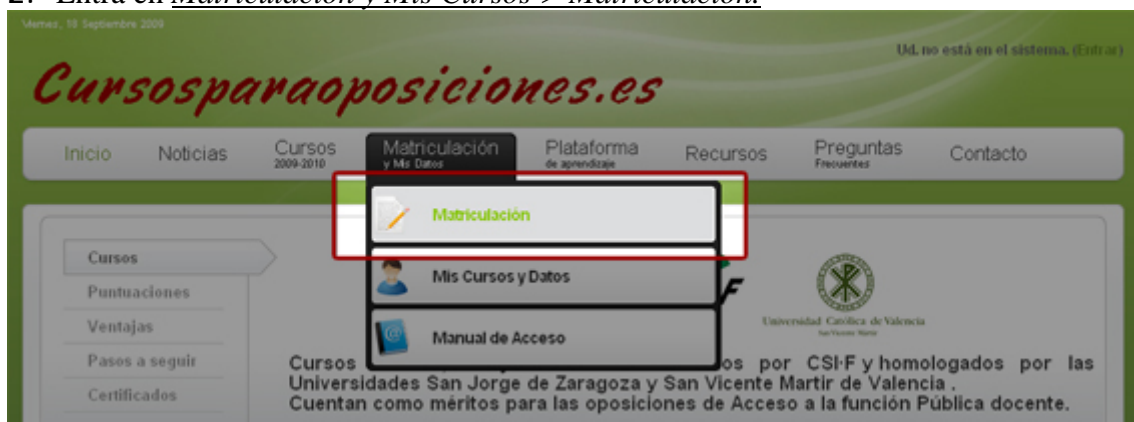 2. Entra en Matriculación y Mis Cursos → Matriculación.
Viernes, 18 Septiembre 2009
Ud. no está en el sistema. (Entrar)
Cursosparaoposiciones.es
Inicio
Noticias
Cursos
2009-2010
Matriculación
y Mis Datos
Plataforma
de aprendizaje
Recursos
Preguntas
Frecuentes
Contacto
Matriculación
Mis Cursos y Datos
Manual de Acceso
Cursos
Puntuaciones
Ventajas
Pasos a seguir
Certificados
F
Universidad Católica de Valencia
San Vicente Mártir
Cursos os por CSI·F y homologados por las
Universidades San Jorge de Zaragoza y San Vicente Martir de Valencia .
Cuentan como méritos para las oposiciones de Acceso a la función Pública docente.